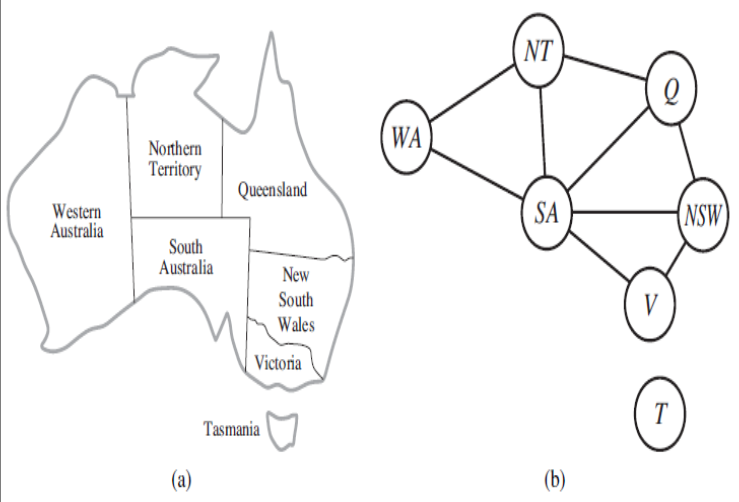 Northern
Territory
Western
Australia
Queensland
South
Australia
New
South
Wales
Victoria
Tasmania
(a)
NT
Q
WA
SA
NSW
V
T
(b)